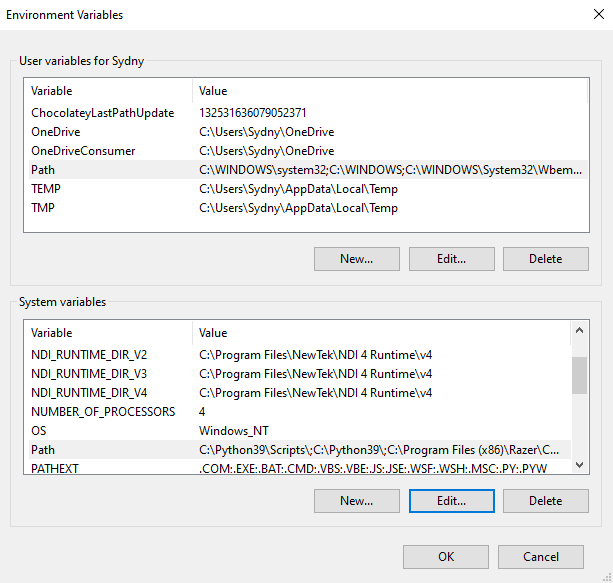 Environment Variables
User variables for Sydny
Variable Value
ChocolateyLastPathUpdate 132531636079052371
OneDrive C:\Users\Sydny\OneDrive
OneDriveConsumer C:\Users\Sydny\OneDrive
Path C:\WINDOWS\system32;C:\WINDOWS;C:\WINDOWS\System32\Wbem...
TEMP C:\Users\Sydny\AppData\Local\Temp
TMP C:\Users\Sydny\AppData\Local\Temp
New... Edit... Delete
System variables
Variable Value
NDI_RUNTIME_DIR_V2 C:\Program Files\NewTek\NDI 4 Runtime\v4
NDI_RUNTIME_DIR_V3 C:\Program Files\NewTek\NDI 4 Runtime\v4
NDI_RUNTIME_DIR_V4 C:\Program Files\NewTek\NDI 4 Runtime\v4
NUMBER_OF_PROCESSORS 4
OS Windows_NT
Path C:\Python39\Scripts\;C:\Python39\;C:\Program Files (x86)\Razer\C...
PATHEXT .COM;.EXE;.BAT;.CMD;.VBS;.VBE;.JS;.JSE;.WSF;.WSH;.MSC;.PY;.PYW
New... Edit... Delete
OK Cancel